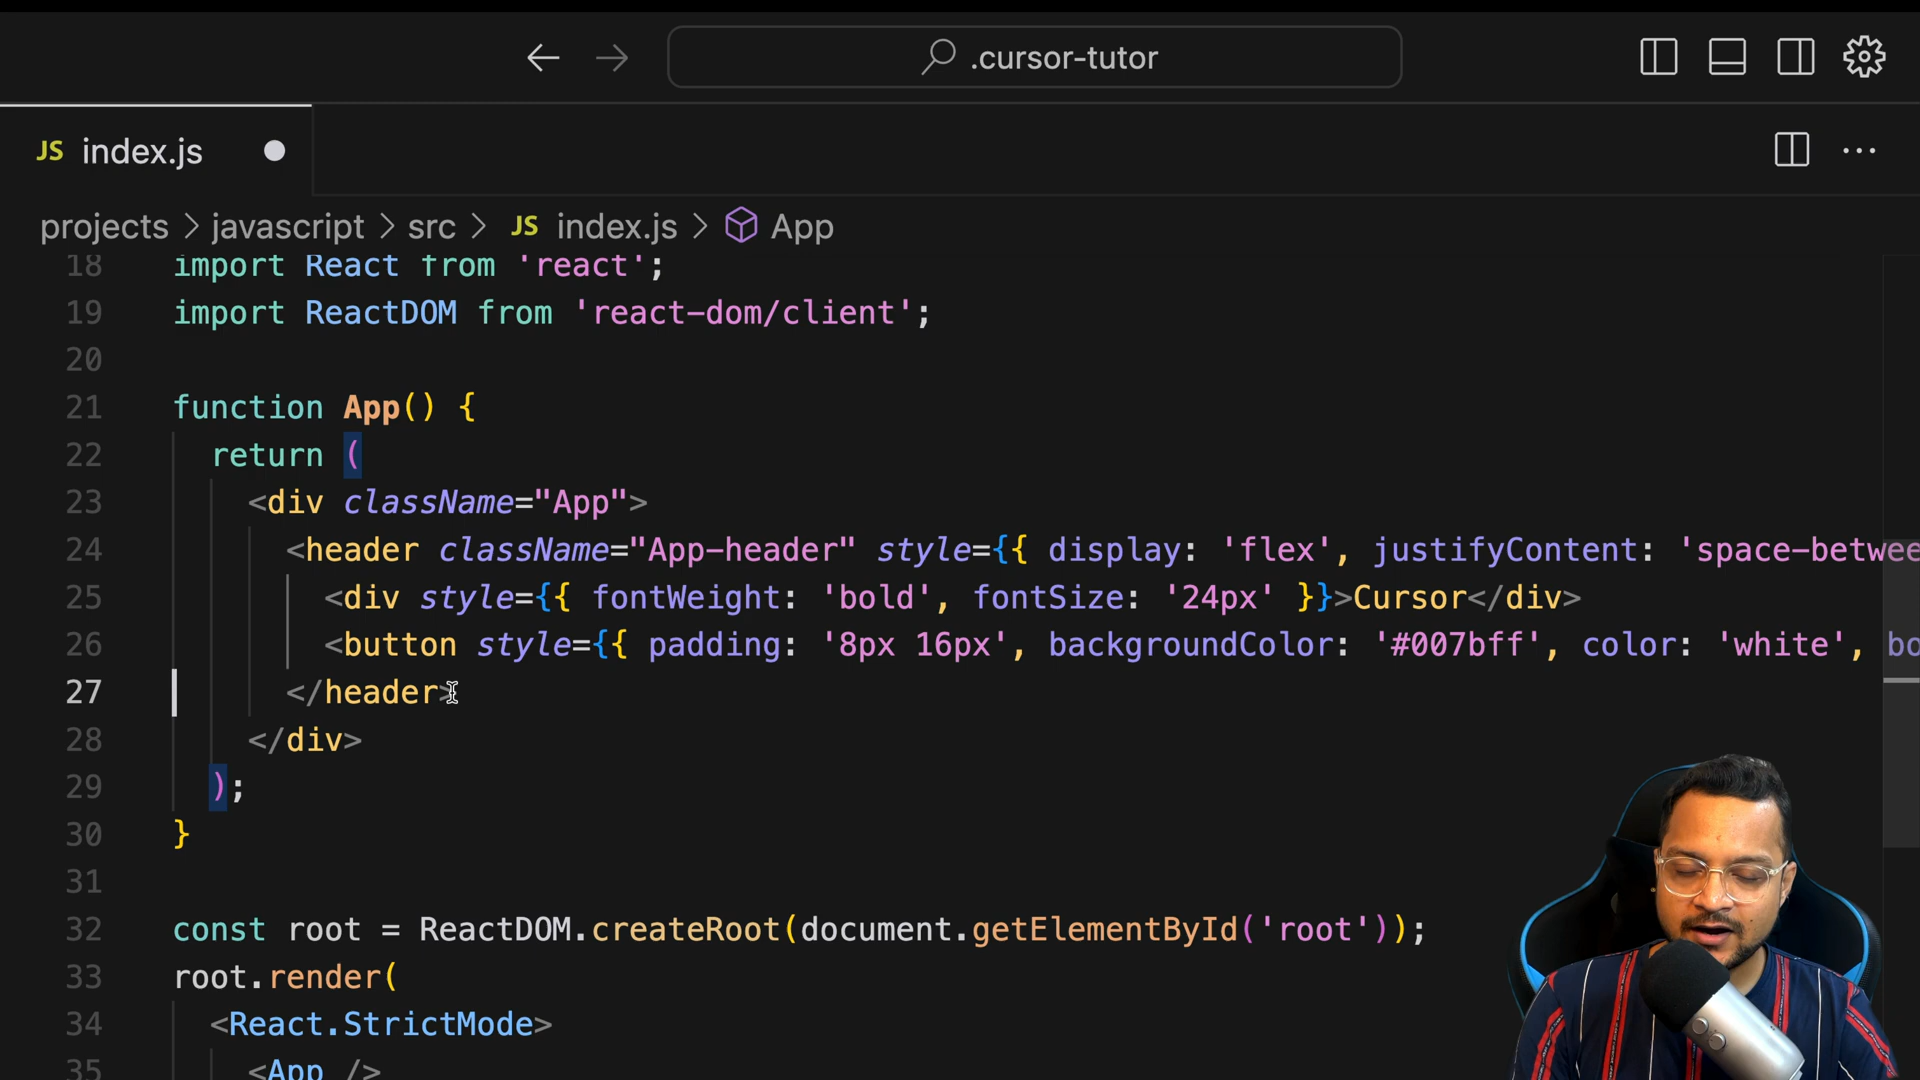 .cursor-tutor
JS index.js
projects > javascript > src > JS index.js > App
18 import React from 'react';
19 import ReactDOM from 'react-dom/client';
20
21 function App() {
22 return (
23 <div className="App">
24 <header className="App-header" style={{ display: 'flex', justifyContent: 'space-betwee
25 <div style={{ fontWeight: 'bold', fontSize: '24px' }}>Cursor</div>
26 <button style={{ padding: '8px 16px', backgroundColor: '#007bff', color: 'white', bo
27 </header>
28 </div>
29 );
30 }
31
32 const root = ReactDOM.createRoot(document.getElementById('root'));
33 root.render(
34 <React.StrictMode>
35 <App />